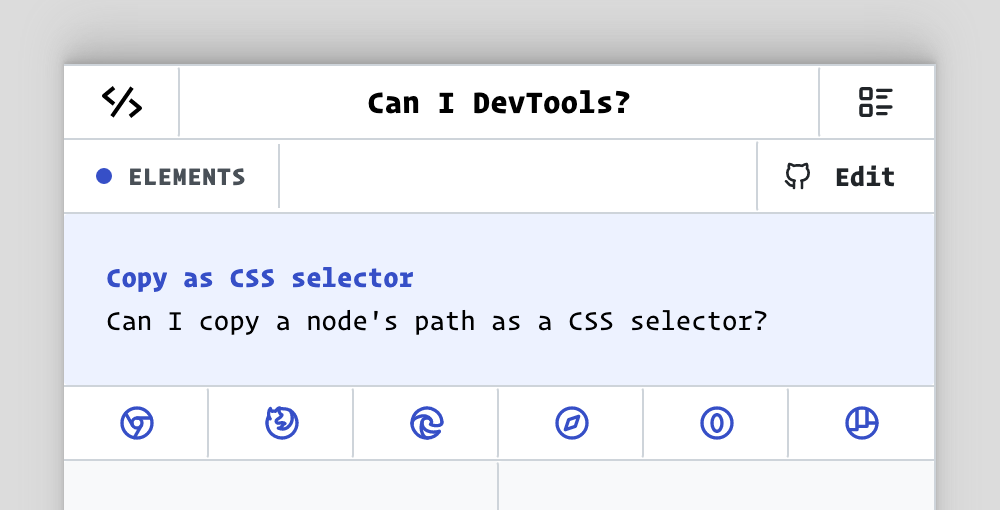 Can I DevTools?
ELEMENTS
Edit
Copy as CSS selector
Can I copy a node's path as a CSS selector?